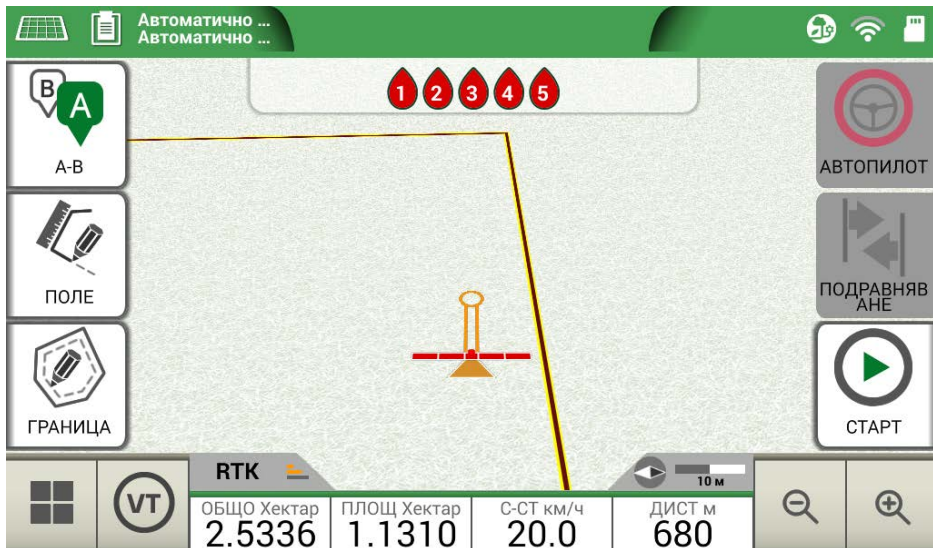 Автоматично ...
Автоматично ...
B
A
A-B
1 2 3 4 5
АВТОПИЛОТ
ПОЛЕ
ПОДРАВНЯВ
АНЕ
ГРАНИЦА
СТАРТ
RTK
10 м
VT
ОБЩО Хектар
2.5336
ПЛОЩ Хектар
1.1310
С-СТ км/ч
20.0
ДИСТ м
680